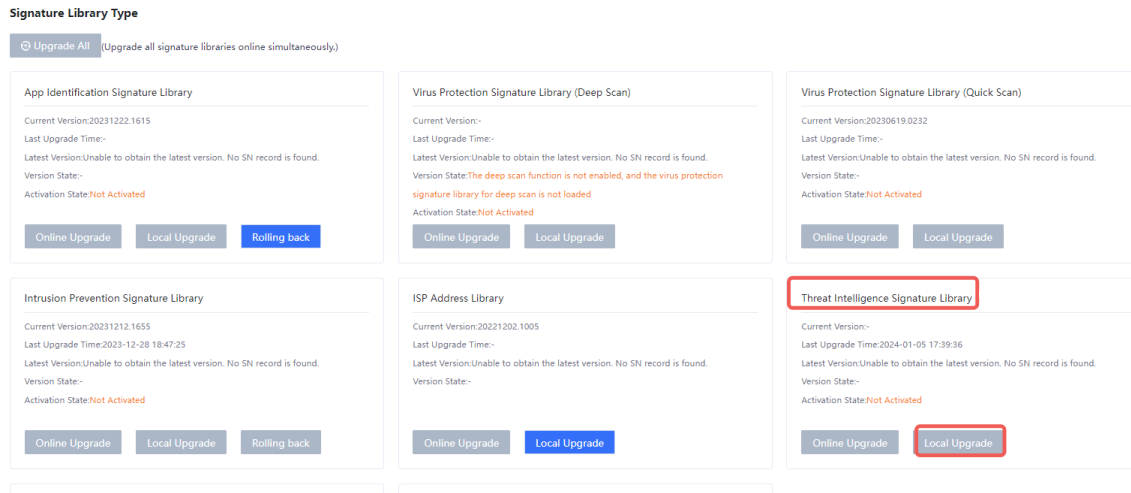 Signature Library Type
Upgrade All (Upgrade all signature libraries online simultaneously.)
App Identification Signature Library
Current Version:20231222.1615
Last Upgrade Time:-
Latest Version:Unable to obtain the latest version. No SN record is found.
Version State:-
Activation State:Not Activated
Online Upgrade Local Upgrade Rolling back
Virus Protection Signature Library (Deep Scan)
Current Version:-
Last Upgrade Time:-
Latest Version:Unable to obtain the latest version. No SN record is found.
Version State:The deep scan function is not enabled, and the virus protection
signature library for deep scan is not loaded
Activation State:Not Activated
Online Upgrade Local Upgrade
Virus Protection Signature Library (Quick Scan)
Current Version:20230619.0232
Last Upgrade Time:-
Latest Version:Unable to obtain the latest version. No SN record is found.
Version State:-
Activation State:Not Activated
Online Upgrade Local Upgrade
Intrusion Prevention Signature Library
Current Version:20231212.1655
Last Upgrade Time:2023-12-28 18:47:25
Latest Version:Unable to obtain the latest version. No SN record is found.
Version State:-
Activation State:Not Activated
Online Upgrade Local Upgrade Rolling back
ISP Address Library
Current Version:20221202.1005
Last Upgrade Time:-
Latest Version:Unable to obtain the latest version. No SN record is found.
Version State:-
Online Upgrade Local Upgrade
Threat Intelligence Signature Library
Current Version:-
Last Upgrade Time:2024-01-05 17:39:36
Latest Version:Unable to obtain the latest version. No SN record is found.
Version State:-
Activation State:Not Activated
Online Upgrade Local Upgrade